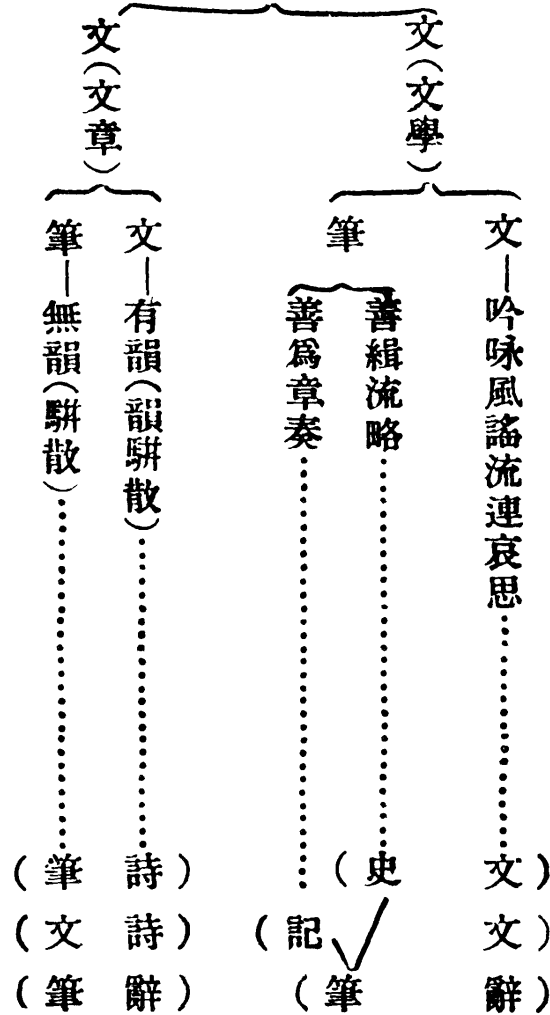 文（文學）
文—吟咏風謠流連哀思
筆
善緝流略
善爲章奏
文（文章）
文—有韻（韻騈散）
筆—無韻（騈散）
文）
文）
辭）
（史
（記
（筆
詩）
詩）
辭）
（筆
（文
（筆